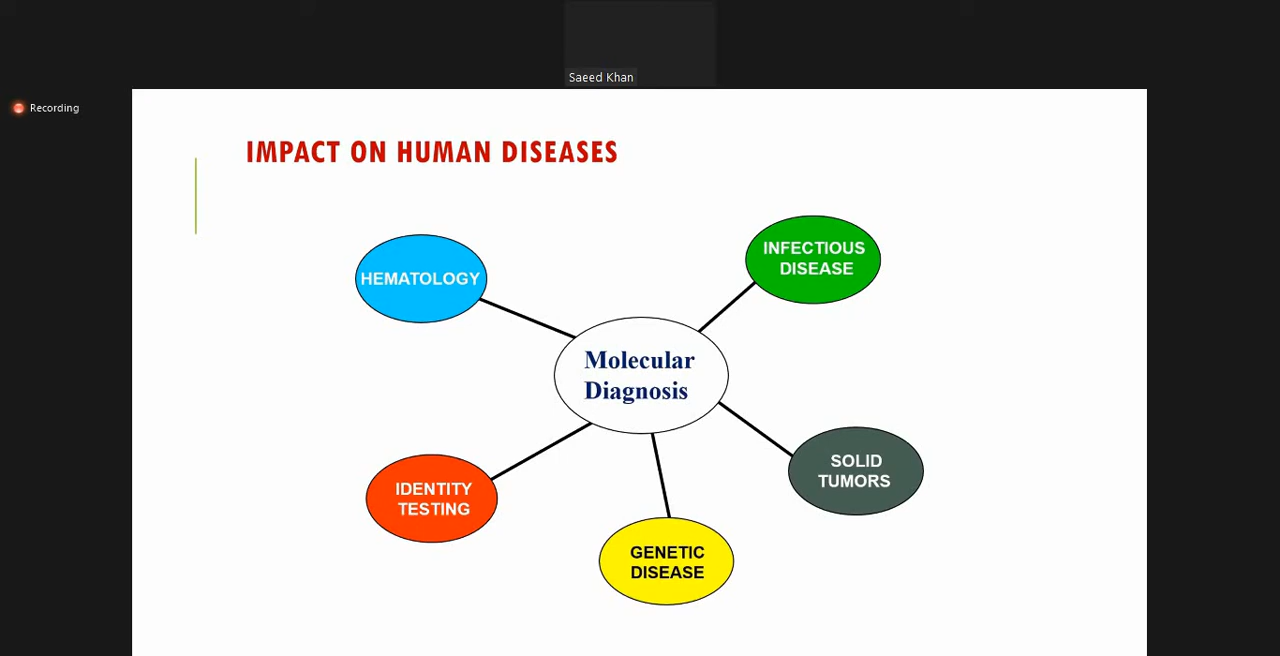 Saeed Khan
Recording
IMPACT ON HUMAN DISEASES
HEMATOLOGY
INFECTIOUS
DISEASE
Molecular
Diagnosis
IDENTITY
TESTING
GENETIC
DISEASE
SOLID
TUMORS